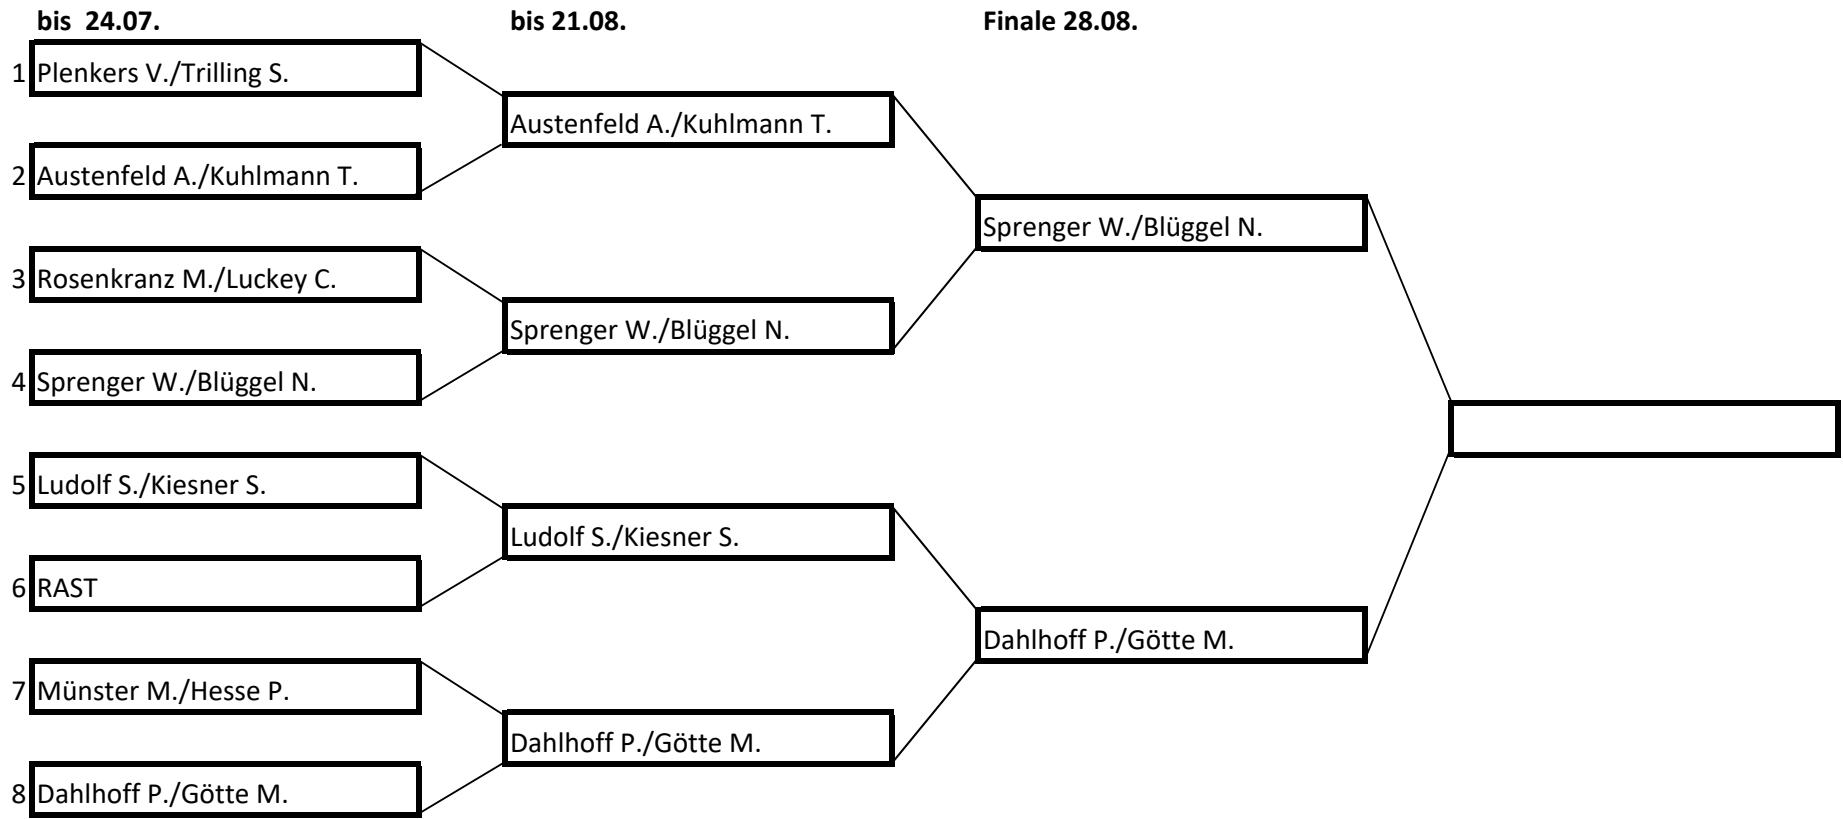 bis  24.07.
bis 21.08.
Finale 28.08.
1 Plenkers V./Trilling S.
Austenfeld A./Kuhlmann T.
2 Austenfeld A./Kuhlmann T.
Sprenger W./Blüggel N.
3 Rosenkranz M./Luckey C.
Sprenger W./Blüggel N.
4 Sprenger W./Blüggel N.
5 Ludolf S./Kiesner S.
Ludolf S./Kiesner S.
6 RAST
Dahlhoff P./Götte M.
7 Münster M./Hesse P.
Dahlhoff P./Götte M.
8 Dahlhoff P./Götte M.